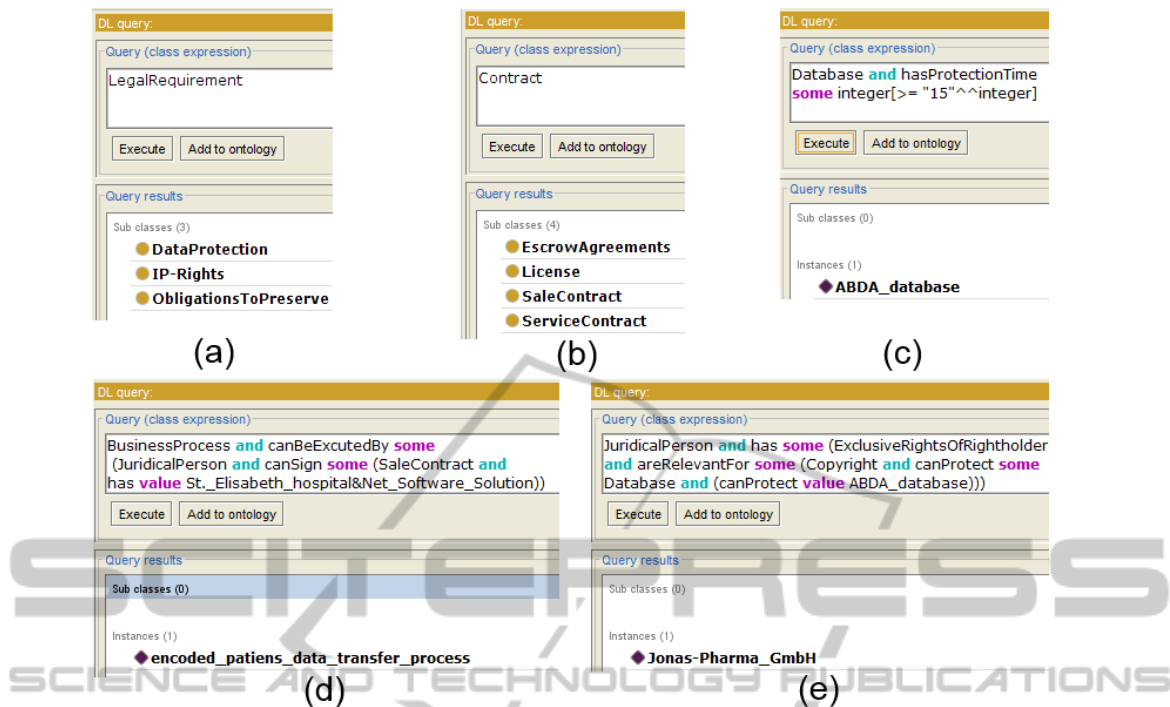 DL query:
Query (class expression)
LegalRequirement
Execute Add to ontology
Query results
Sub classes (3)
DataProtection
IP-Rights
ObligationsToPreserve
(a)
DL query:
Query (class expression)
Contract
Execute Add to ontology
Query results
Sub classes (4)
EscrowAgreements
License
SaleContract
ServiceContract
(b)
DL query:
Query (class expression)
Database and hasProtectionTime
some integer[>= "15"^^integer]
Execute Add to ontology
Query results
Sub classes (0)
Instances (1)
ABDA_database
(c)
DL query:
Query (class expression)
BusinessProcess and canBeExcutedBy some
(JuridicalPerson and canSign some (SaleContract and
has value St._Elisabeth_hospital&Net_Software_Solution))
Execute Add to ontology
Query results
Sub classes (0)
Instances (1)
encoded_patiens_data_transfer_process
(d)
DL query:
Query (class expression)
JuridicalPerson and has some (ExclusiveRightsOfRightholder
and areRelevantFor some (Copyright and canProtect some
Database and (canProtect value ABDA_database)))
Execute Add to ontology
Query results
Sub classes (0)
Instances (1)
Jonas-Pharma_GmbH
(e)
SCITEPRESS
SCIENCE AND TECHNOLOGY PUBLICATIONS